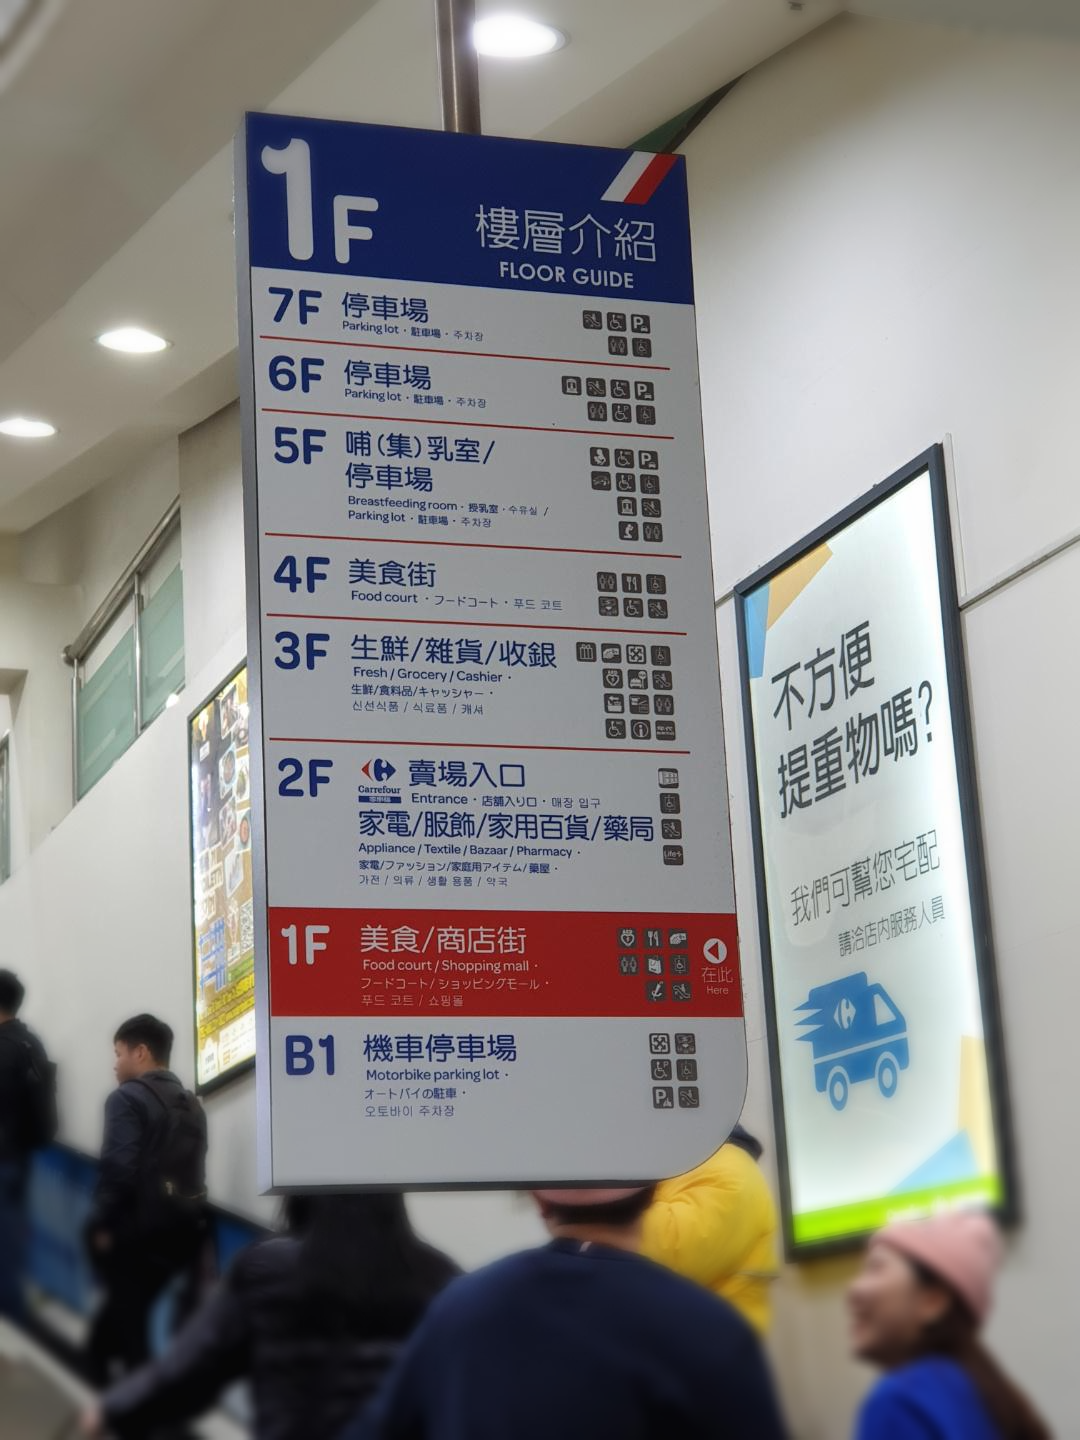 1F
樓層介紹
FLOOR GUIDE
7F 停車場
Parking lot・駐車場・주차장
6F 停車場
Parking lot・駐車場・주차장
5F 哺(集)乳室/
停車場
Breastfeeding room・授乳室・수유실 /
Parking lot・駐車場・주차장
4F 美食街
Food court・フードコート・푸드 코트
3F 生鮮/雜貨/收銀
Fresh / Grocery / Cashier・
生鮮/食料品/キャッシャー・
신선식품 / 식료품 / 캐셔
2F Carrefour 家樂福 賣場入口
Entrance・店舗入り口・매장 입구
家電/服飾/家用百貨/藥局
Appliance / Textile / Bazaar / Pharmacy・
家電/ファッション/家庭用アイテム/薬屋・
가전 / 의류 / 생활 용품 / 약국
1F 美食/商店街
Food court / Shopping mall・
フードコート/ショッピングモール・
푸드 코트 / 쇼핑몰
在此
Here
B1 機車停車場
Motorbike parking lot・
オートバイの駐車・
오토바이 주차장
不方便
提重物嗎?
我們可幫您宅配
請洽店內服務人員